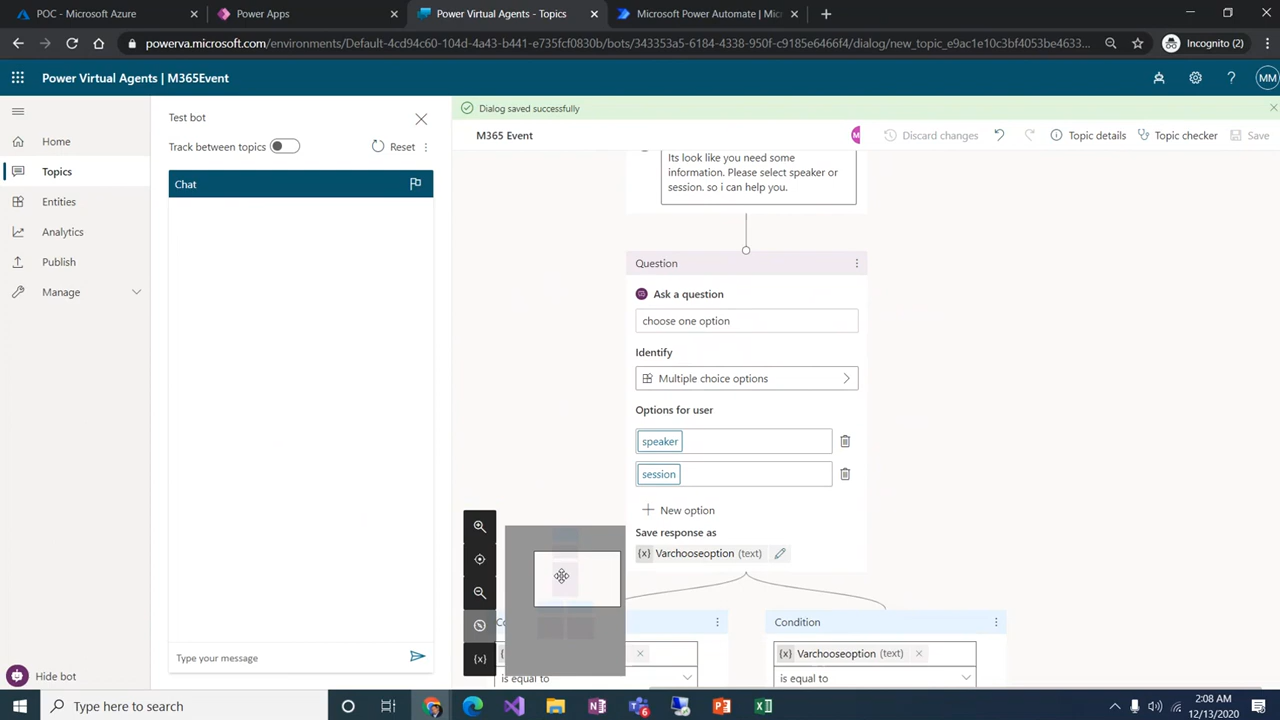 POC - Microsoft Azure
Power Apps
Power Virtual Agents - Topics
Microsoft Power Automate | Mic
powerva.microsoft.com/environments/Default-4cd94c60-104d-4a43-b441-e735fcf0830b/bots/343353a5-6184-4338-950f-c9185e6466f4/dialog/new_topic_e9ac1e10c3bf4053be4633...
Incognito (2)
Power Virtual Agents | M365Event
MM
Home
Topics
Entities
Analytics
Publish
Manage
Hide bot
Test bot
Track between topics
Reset
Chat
Type your message
Dialog saved successfully
M365 Event
Discard changes
Topic details
Topic checker
Save
Its look like you need some
information. Please select speaker or
session. so i can help you.
Question
Ask a question
choose one option
Identify
Multiple choice options
Options for user
speaker
session
New option
Save response as
{x} Varchooseoption (text)
{x}
is equal to
Condition
{x} Varchooseoption (text)
is equal to
Type here to search
2:08 AM
12/13/2020